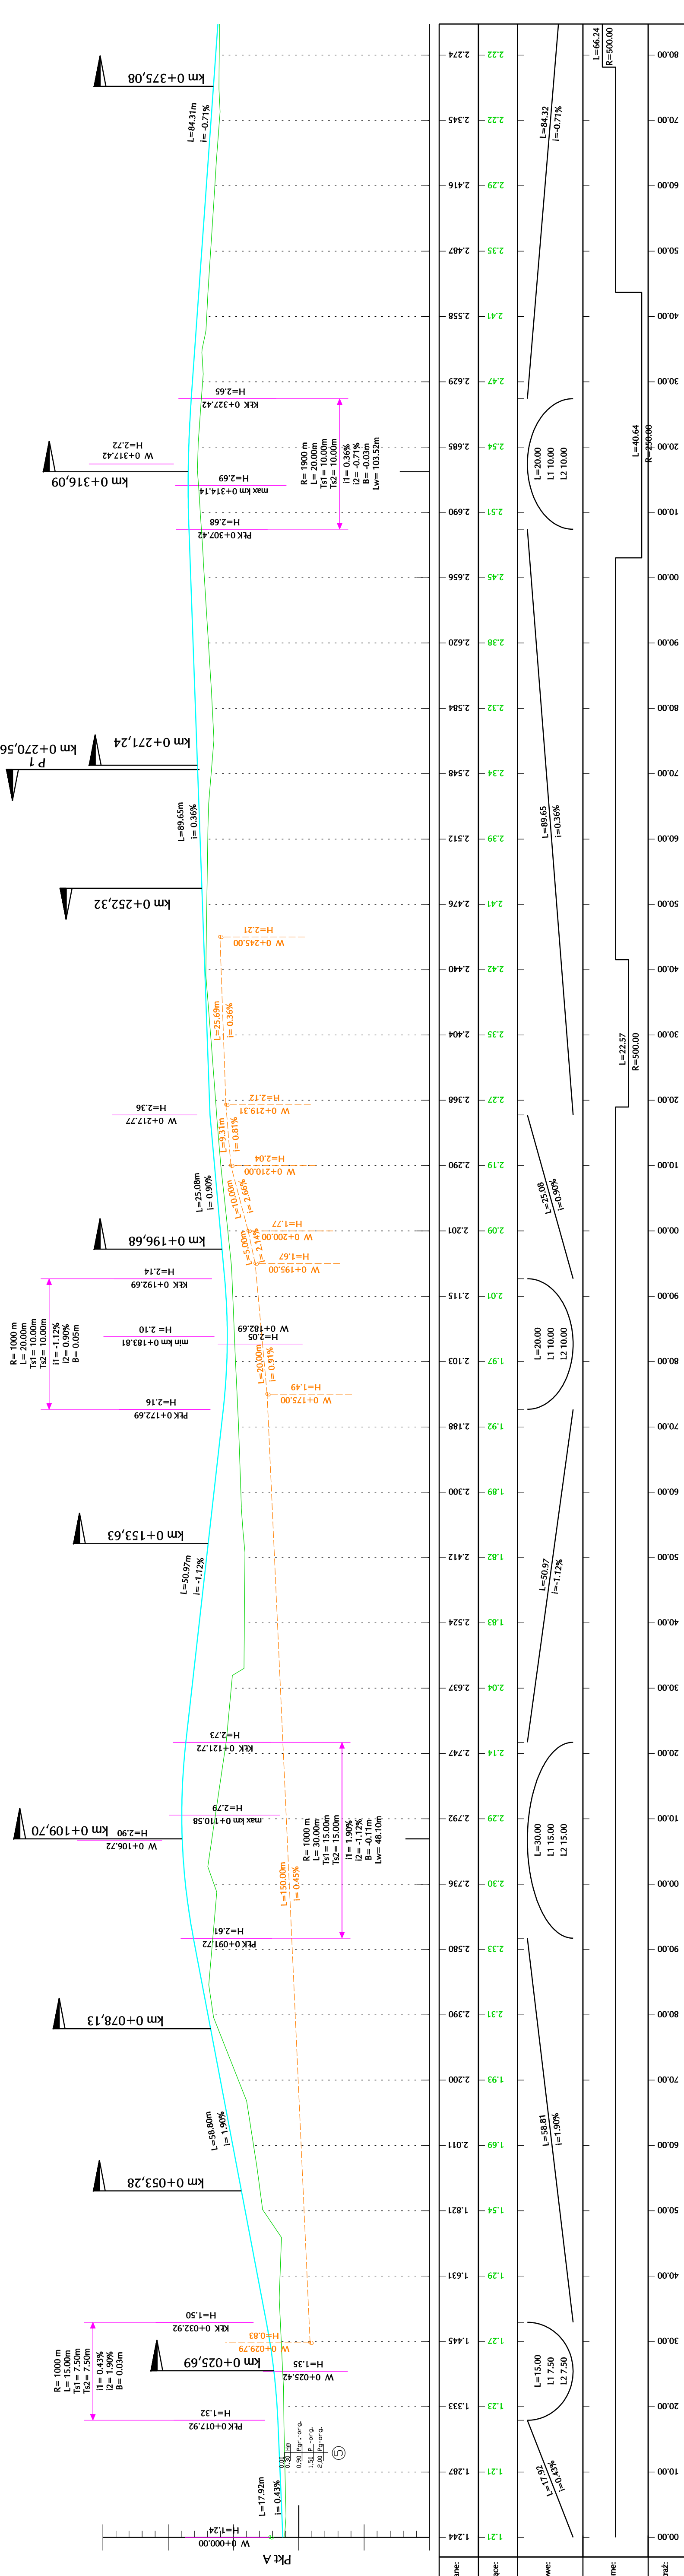 km 0+375,08
L=84.31m
i= -0.71%
H=2.65
KŁK 0+327.42
H=2.72
W 0+317.42
km 0+316,09
H=2.69
max km 0+314.14
H=2.68
PŁK 0+307.42
R= 1900 m
L= 20.00m
Ts1= 10.00m
Ts2= 10.00m
i1= 0.36%
i2= -0.71%
B= -0.03m
Lw= 103.52m
km 0+271,24
P 1
km 0+270,56
L=89.65m
i= 0.36%
km 0+252,32
H=2.21
W 0+245.00
L=25.69m
i= 0.36%
H=2.36
W 0+217.77
H=2.12
W 0+219.31
L=9.31m
i= 0.81%
H=2.04
W 0+210.00
L=25.08m
i= 0.90%
L=10.00m
i= 2.66%
H=1.77
W 0+200.00
L=5.00m
i= 2.14%
H=1.67
W 0+195.00
km 0+196,68
H=2.14
KŁK 0+192.69
R= 1000 m
L= 20.00m
Ts1= 10.00m
Ts2= 10.00m
i1= -1.12%
i2= 0.90%
B= 0.05m
H= 2.10
min km 0+183.81
W 0+182.69
H=2.05
L=20.00m
i= 0.91%
H=1.49
W 0+175.00
H=2.16
PŁK 0+172.69
km 0+153,63
L=50.97m
i= -1.12%
H=2.73
KŁK 0+121.72
H=2.79
max km 0+110.58
km 0+109,70
H=2.90
W 0+106.72
R= 1000 m
L= 30.00m
Ts1= 15.00m
Ts2= 15.00m
i1= 1.90%
i2= -1.12%
B= -0.11m
Lw= 48.10m
L=150.00m
i= 0.45%
H=2.61
PŁK 0+091.72
km 0+078,13
L=58.80m
i= 1.90%
km 0+053,28
H=1.50
KŁK 0+032.92
H=0.83
W 0+029.79
km 0+025,69
H=1.35
W 0+025.42
R= 1000 m
L= 15.00m
Ts1= 7.50m
Ts2= 7.50m
i1= 0.43%
i2= 1.90%
B= 0.03m
H=1.32
PŁK 0+017.92
5
L=17.92m
i= 0.43%
H=1.24
W 0+000.00
Pkt A
2.274 2.22 80.00
2.345 2.22 70.00
2.416 2.29 60.00
2.487 2.35 50.00
2.558 2.41 40.00
2.629 2.47 30.00
2.685 2.54 20.00
2.690 2.51 10.00
2.656 2.45 00.00
2.620 2.38 90.00
2.584 2.32 80.00
2.548 2.34 70.00
2.512 2.39 60.00
2.476 2.41 50.00
2.440 2.42 40.00
2.404 2.35 30.00
2.368 2.27 20.00
2.290 2.19 10.00
2.201 2.09 00.00
2.115 2.01 90.00
2.103 1.97 80.00
2.188 1.92 70.00
2.300 1.89 60.00
2.412 1.82 50.00
2.524 1.83 40.00
2.637 2.04 30.00
2.747 2.14 20.00
2.792 2.29 10.00
2.736 2.30 00.00
2.580 2.33 90.00
2.390 2.31 80.00
2.200 1.93 70.00
2.011 1.69 60.00
1.821 1.54 50.00
1.631 1.29 40.00
1.445 1.27 30.00
1.333 1.23 20.00
1.287 1.21 10.00
1.244 1.21 00.00
L=84.32
i=-0.71%
L=20.00
L1 10.00
L2 10.00
L=89.65
i=0.36%
L=25.08
i=0.90%
L=20.00
L1 10.00
L2 10.00
L=50.97
i=-1.12%
L=30.00
L1 15.00
L2 15.00
L=58.81
i=1.90%
L=15.00
L1 7.50
L2 7.50
L=17.92
i=0.43%
L=66.24
R=500.00
L=40.64
R=250.00
L=22.57
R=500.00
ane:
ące:
owe:
me:
raż: